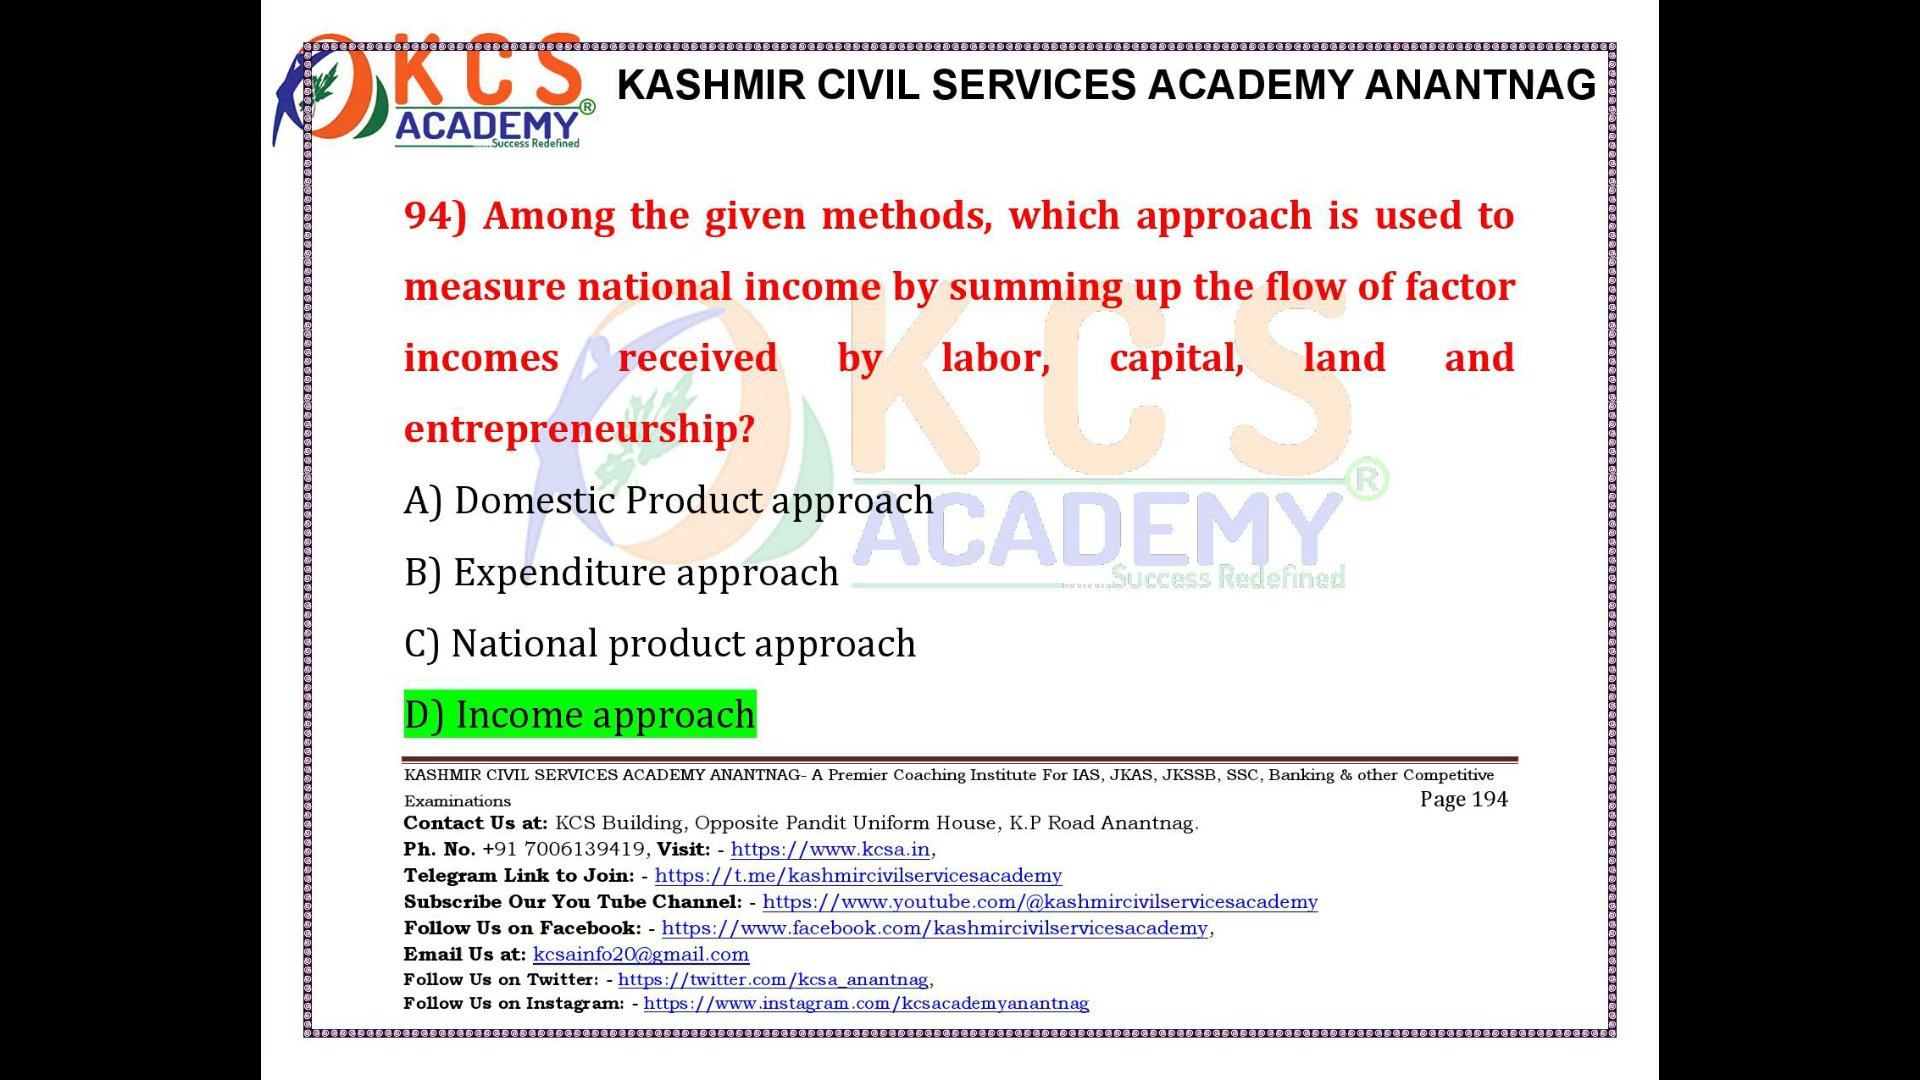 KCS
ACADEMY®
.........Success Redefined
KASHMIR CIVIL SERVICES ACADEMY ANANTNAG
94) Among the given methods, which approach is used to
measure national income by summing up the flow of factor
incomes received by labor, capital, land and
entrepreneurship?
A) Domestic Product approach
B) Expenditure approach
C) National product approach
D) Income approach
KCS
ACADEMY®
.........Success Redefined
KASHMIR CIVIL SERVICES ACADEMY ANANTNAG- A Premier Coaching Institute For IAS, JKAS, JKSSB, SSC, Banking & other Competitive
Examinations Page 194
Contact Us at: KCS Building, Opposite Pandit Uniform House, K.P Road Anantnag.
Ph. No. +91 7006139419, Visit: - https://www.kcsa.in,
Telegram Link to Join: - https://t.me/kashmircivilservicesacademy
Subscribe Our You Tube Channel: - https://www.youtube.com/@kashmircivilservicesacademy
Follow Us on Facebook: - https://www.facebook.com/kashmircivilservicesacademy,
Email Us at: kcsainfo20@gmail.com
Follow Us on Twitter: - https://twitter.com/kcsa_anantnag,
Follow Us on Instagram: - https://www.instagram.com/kcsacademyanantnag